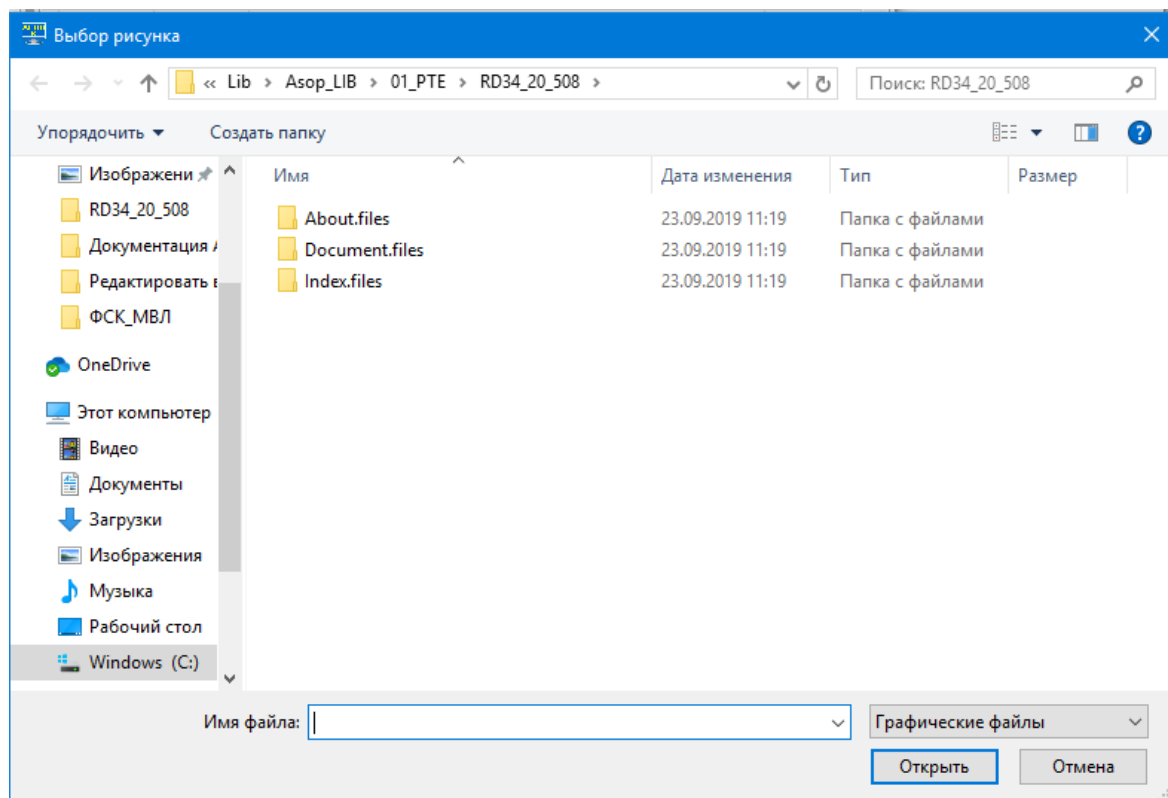 Выбор рисунка
« Lib › Asop_LIB › 01_PTE › RD34_20_508 ›
Поиск: RD34_20_508
Упорядочить Создать папку
Имя Дата изменения Тип Размер
About.files 23.09.2019 11:19 Папка с файлами
Document.files 23.09.2019 11:19 Папка с файлами
Index.files 23.09.2019 11:19 Папка с файлами
Изображени
RD34_20_508
Документация
Редактировать
ФСК_МВЛ
OneDrive
Этот компьютер
Видео
Документы
Загрузки
Изображения
Музыка
Рабочий стол
Windows (C:)
Имя файла: Графические файлы
Открыть Отмена